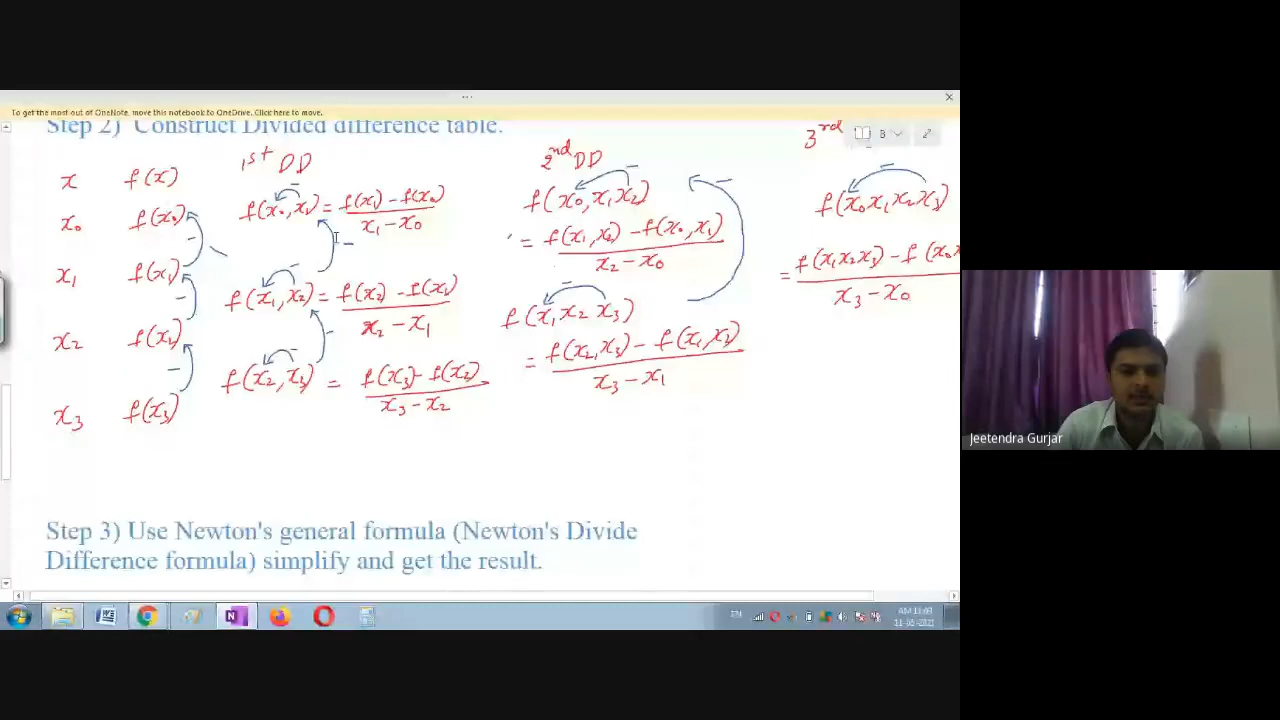 To get the most out of OneNote, move this notebook to OneDrive. Click here to move.
Step 2) Construct Divided difference table.
x f(x) 1st DD 2nd DD 3rd
x0 f(x0) f(x0, x1) = f(x1) - f(x0) / x1 - x0 f(x0, x1 x2) f(x0 x1 x2 x3)
= f(x1, x2) - f(x0, x1) / x2 - x0 = f(x1 x2 x3) - f(x0 / x3 - x0
x1 f(x1) f(x1, x2) = f(x2) - f(x1) / x2 - x1 f(x1 x2 x3)
x2 f(x2) = f(x2, x3) - f(x1, x2) / x3 - x1
f(x2, x3) = f(x3) - f(x2) / x3 - x2
x3 f(x3)
Step 3) Use Newton's general formula (Newton's Divide
Difference formula) simplify and get the result.
Jeetendra Gurjar
EN
AM 11:03